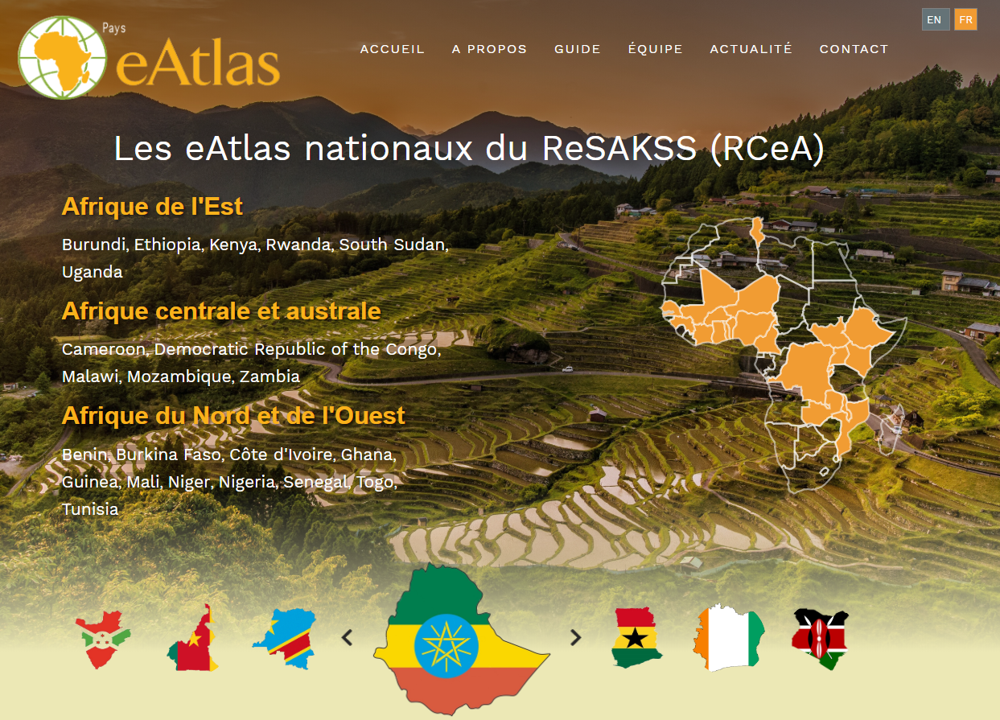 Pays
eAtlas
EN FR
ACCUEIL A PROPOS GUIDE ÉQUIPE ACTUALITÉ CONTACT
Les eAtlas nationaux du ReSAKSS (RCeA)
Afrique de l'Est
Burundi, Ethiopia, Kenya, Rwanda, South Sudan,
Uganda
Afrique centrale et australe
Cameroon, Democratic Republic of the Congo,
Malawi, Mozambique, Zambia
Afrique du Nord et de l'Ouest
Benin, Burkina Faso, Côte d'Ivoire, Ghana,
Guinea, Mali, Niger, Nigeria, Senegal, Togo,
Tunisia